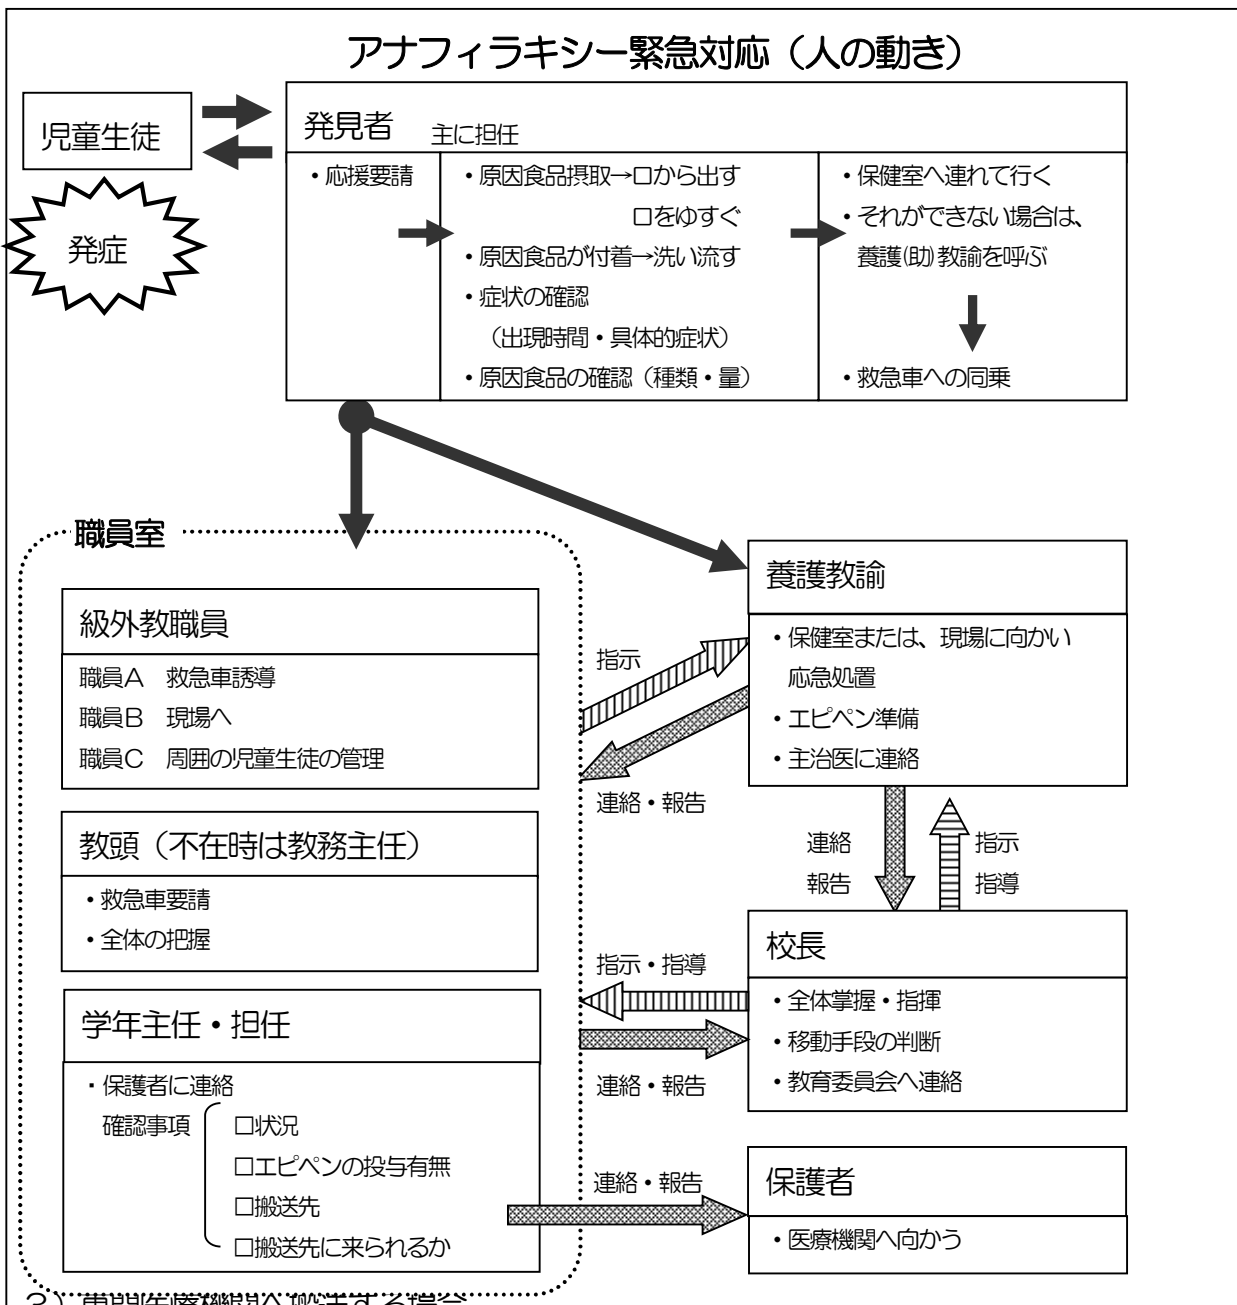 アナフィラキシー緊急対応（人の動き）
児童生徒
発症
発見者　主に担任
・応援要請
・原因食品摂取→口から出す
口をゆすぐ
・原因食品が付着→洗い流す
・症状の確認
（出現時間・具体的症状）
・原因食品の確認（種類・量）
・保健室へ連れて行く
・それができない場合は、
養護(助)教諭を呼ぶ
・救急車への同乗
職員室
級外教職員
職員A　救急車誘導
職員B　現場へ
職員C　周囲の児童生徒の管理
教頭（不在時は教務主任）
・救急車要請
・全体の把握
学年主任・担任
・保護者に連絡
確認事項
□状況
□エピペンの投与有無
□搬送先
□搬送先に来られるか
指示
連絡・報告
養護教諭
・保健室または、現場に向かい
応急処置
・エピペン準備
・主治医に連絡
連絡
報告
指示
指導
指示・指導
連絡・報告
校長
・全体掌握・指揮
・移動手段の判断
・教育委員会へ連絡
連絡・報告
保護者
・医療機関へ向かう